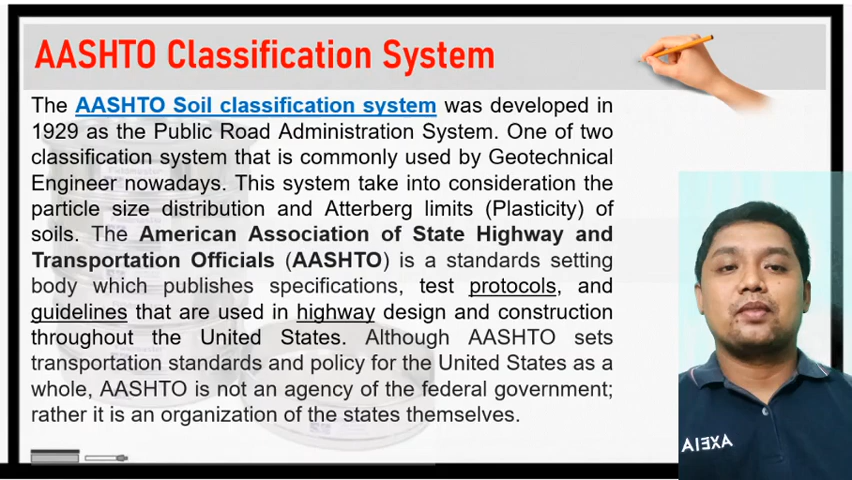 AASHTO Classification System
The AASHTO Soil classification system was developed in
1929 as the Public Road Administration System. One of two
classification system that is commonly used by Geotechnical
Engineer nowadays. This system take into consideration the
particle size distribution and Atterberg limits (Plasticity) of
soils. The American Association of State Highway and
Transportation Officials (AASHTO) is a standards setting
body which publishes specifications, test protocols, and
guidelines that are used in highway design and construction
throughout the United States. Although AASHTO sets
transportation standards and policy for the United States as a
whole, AASHTO is not an agency of the federal government;
rather it is an organization of the states themselves.
AXEIA